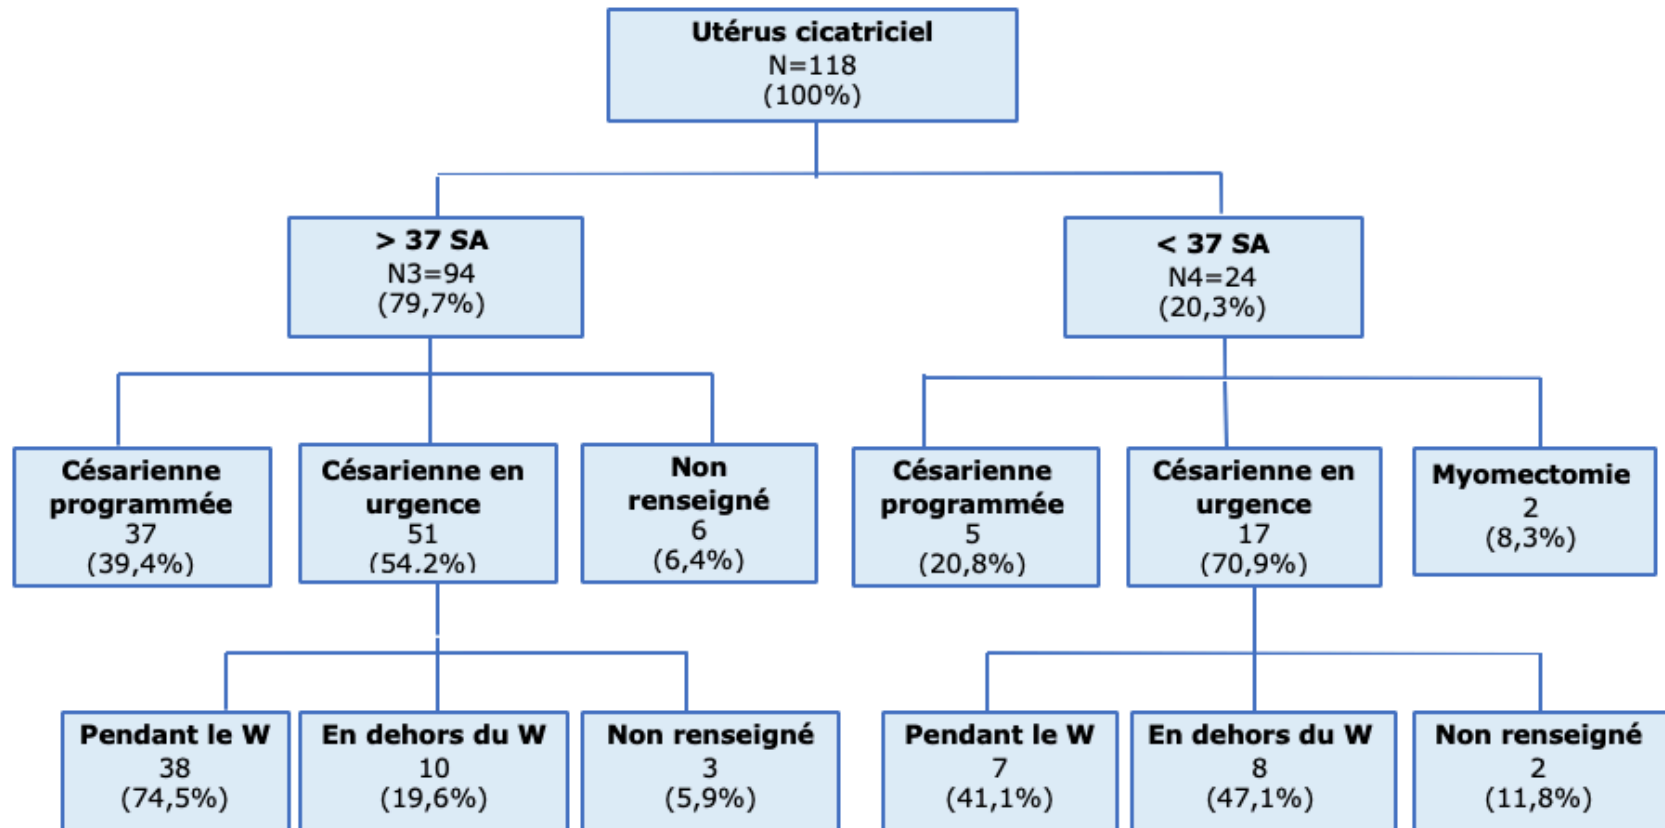 Utérus cicatriciel
N=118
(100%)
> 37 SA
N3=94
(79,7%)
< 37 SA
N4=24
(20,3%)
Césarienne
programmée
37
(39,4%)
Césarienne en
urgence
51
(54,2%)
Non
renseigné
6
(6,4%)
Césarienne
programmée
5
(20,8%)
Césarienne en
urgence
17
(70,9%)
Myomectomie
2
(8,3%)
Pendant le W
38
(74,5%)
En dehors du W
10
(19,6%)
Non renseigné
3
(5,9%)
Pendant le W
7
(41,1%)
En dehors du W
8
(47,1%)
Non renseigné
2
(11,8%)